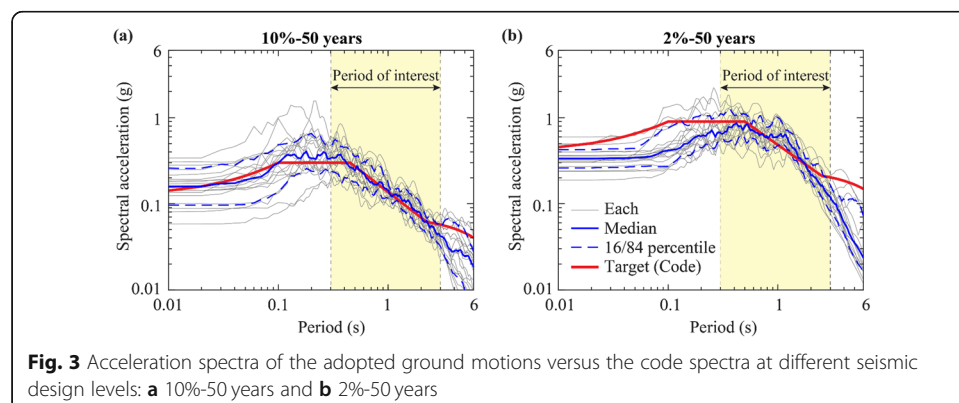 (a) 10%-50 years
6
1
0.1
0.01
Spectral acceleration (g)
Period of interest
0.01 0.1 1 6
Period (s)
(b) 2%-50 years
6
1
0.1
0.01
Spectral acceleration (g)
Period of interest
Each
Median
16/84 percentile
Target (Code)
0.01 0.1 1 6
Period (s)
Fig. 3 Acceleration spectra of the adopted ground motions versus the code spectra at different seismic
design levels: a 10%-50 years and b 2%-50 years